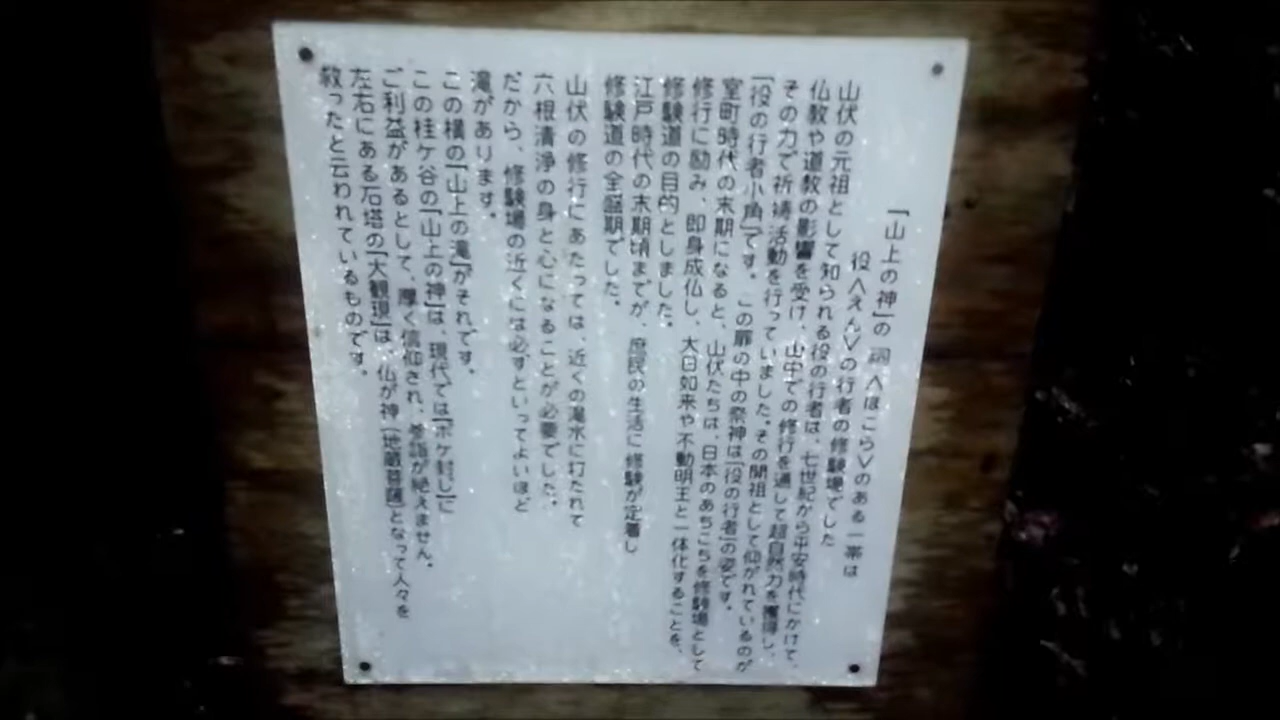 「山上の神」の 祠 <ほこら>のある一帯は
役<えん>の行者の修験場でした
山伏の元祖として知られる役の行者は、七世紀から平安時代にかけて、
仏教や道教の影響を受け、山中での修行を通して超自然力を獲得し、
その力で祈祷活動を行っていました。その開祖として仰がれているのが
「役の行者小角」です。この扉の中の祭神は「役の行者」の姿です。
室町時代の末期になると、山伏たちは、日本のあちこちを修験場として
修行に励み、即身成仏し、大日如来や不動明王と一体化することを、
修験道の目的としました。
江戸時代の末期頃までが、庶民の生活に修験が定着し
修験道の全盛期でした。
山伏の修行にあたっては、近くの滝水に打たれて
六根清浄の身と心になることが必要でした。
だから、修験場の近くには必ずといってよいほど
滝があります。
この横の「山上の滝」がそれです。
この桂ケ谷の「山上の神」は、現代では「ボケ封じ」に
ご利益があるとして、厚く信仰され、参詣が絶えません。
左右にある石塔の「大観現」は、仏が神（地蔵菩薩）となって人々を
救ったと云われているものです。